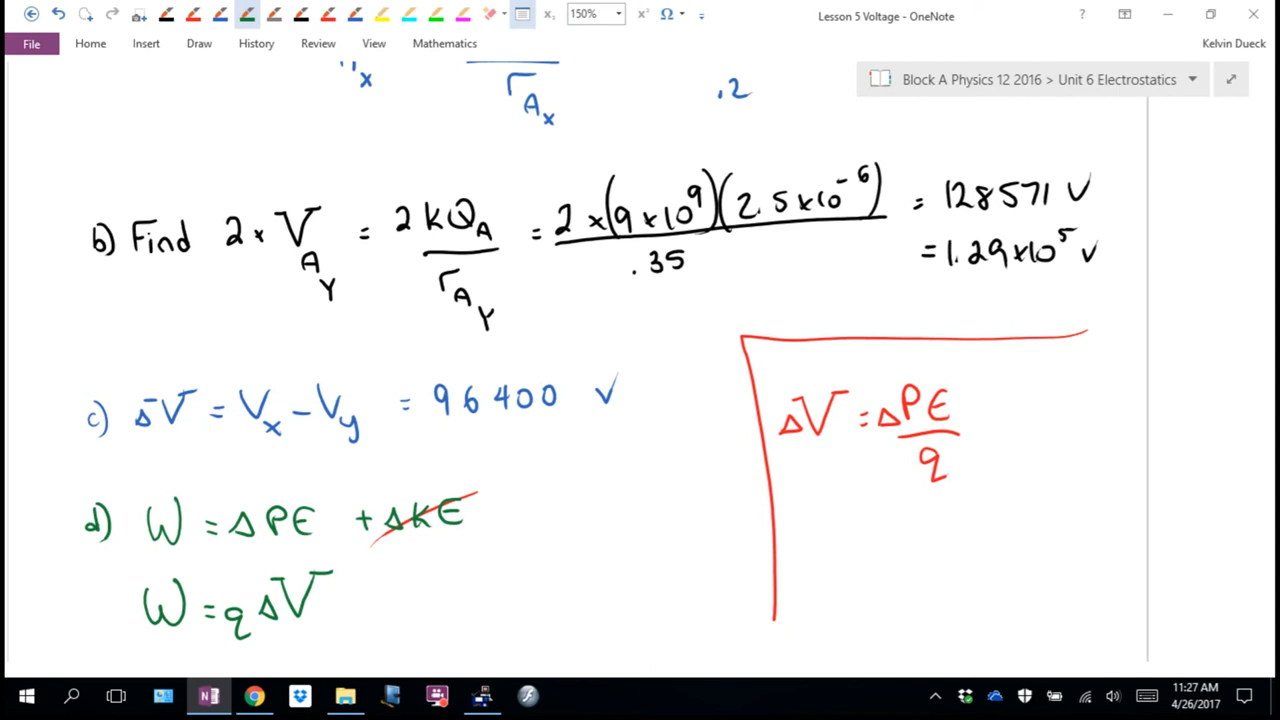 150%
Lesson 5 Voltage - OneNote
File Home Insert Draw History Review View Mathematics
Kelvin Dueck
Block A Physics 12 2016 > Unit 6 Electrostatics
x
r_Ax
.2
b) Find 2 × V_AY = 2kQ_A / r_AY = 2 × (9 × 10^9)(2.5 × 10^-6) / .35 = 128571 V
= 1.29 × 10^5 V
c) ΔV = Vx - Vy = 96400 V
ΔV = ΔPE / q
d) W = ΔPE + ΔKE
W = qΔV
11:27 AM
4/26/2017